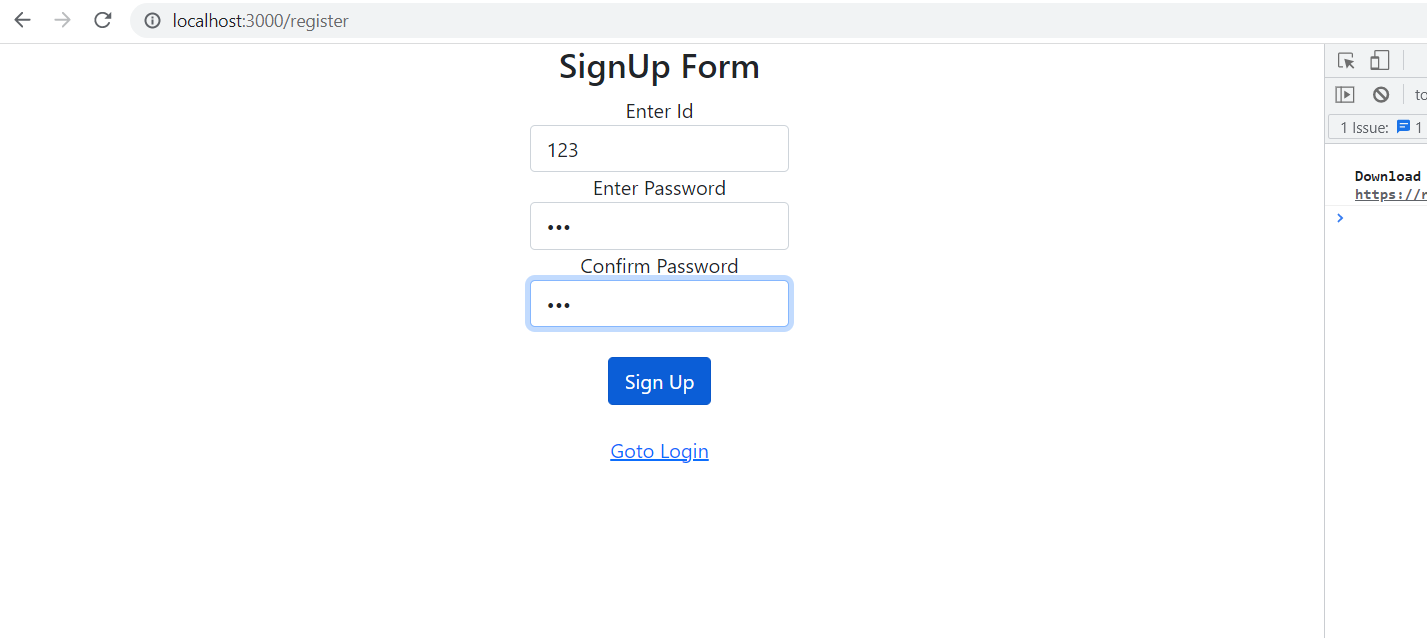 localhost:3000/register
SignUp Form
Enter Id
123
Enter Password
•••
Confirm Password
•••
Sign Up
Goto Login
1 Issue: 1
Download
https://